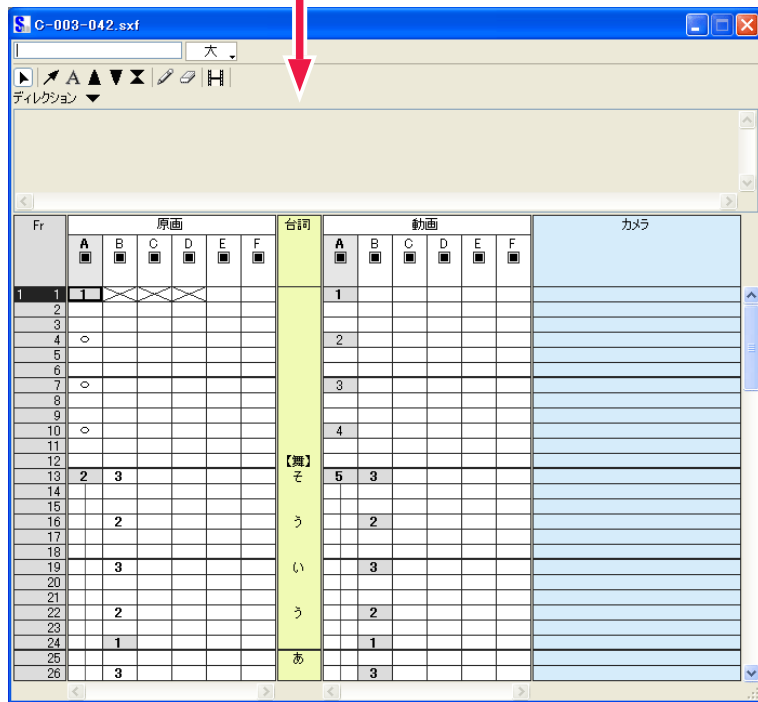 C-003-042.sxf
大
A
ディレクション
Fr 原画 台詞 動画 カメラ
A B C D E F A B C D E F
1 1 1 1
2
3
4 2
5
6
7 3
8
9
10 4
11
12 【舞】
13 2 3 そ 5 3
14
15
16 2 う 2
17
18
19 3 い 3
20
21
22 2 う 2
23
24 1 1
25 あ
26 3 3